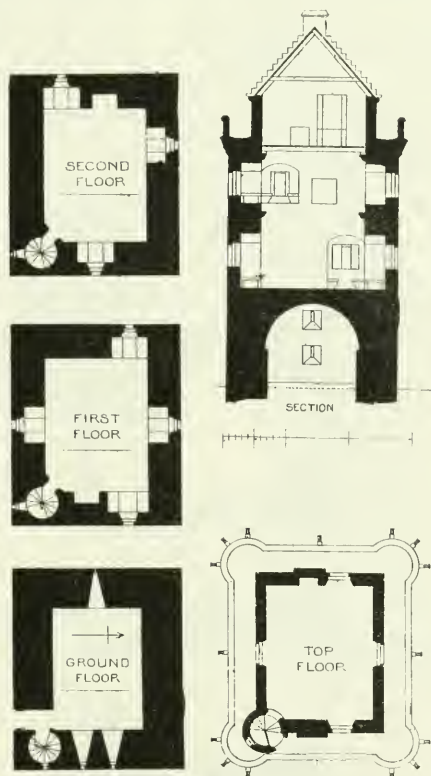 SECOND
FLOOR
SECTION
FIRST
FLOOR
GROUND
FLOOR
TOP
FLOOR